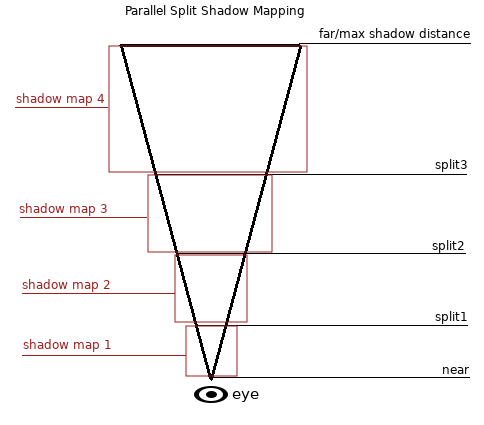 Parallel Split Shadow Mapping
far/max shadow distance
shadow map 4
split3
shadow map 3
split2
shadow map 2
split1
shadow map 1
near
eye